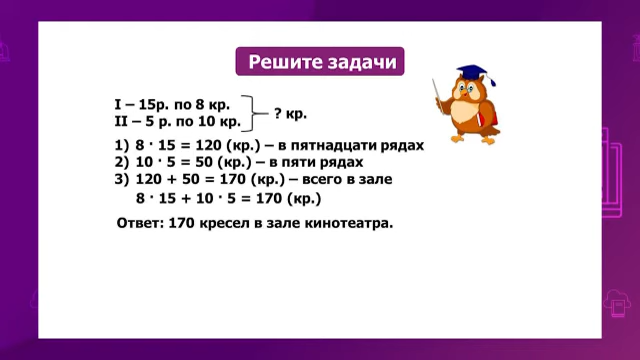 Решите задачи
I – 15р. по 8 кр.
II – 5 р. по 10 кр.
? кр.
1) 8 · 15 = 120 (кр.) – в пятнадцати рядах
2) 10 · 5 = 50 (кр.) – в пяти рядах
3) 120 + 50 = 170 (кр.) – всего в зале
8 · 15 + 10 · 5 = 170 (кр.)
Ответ: 170 кресел в зале кинотеатра.